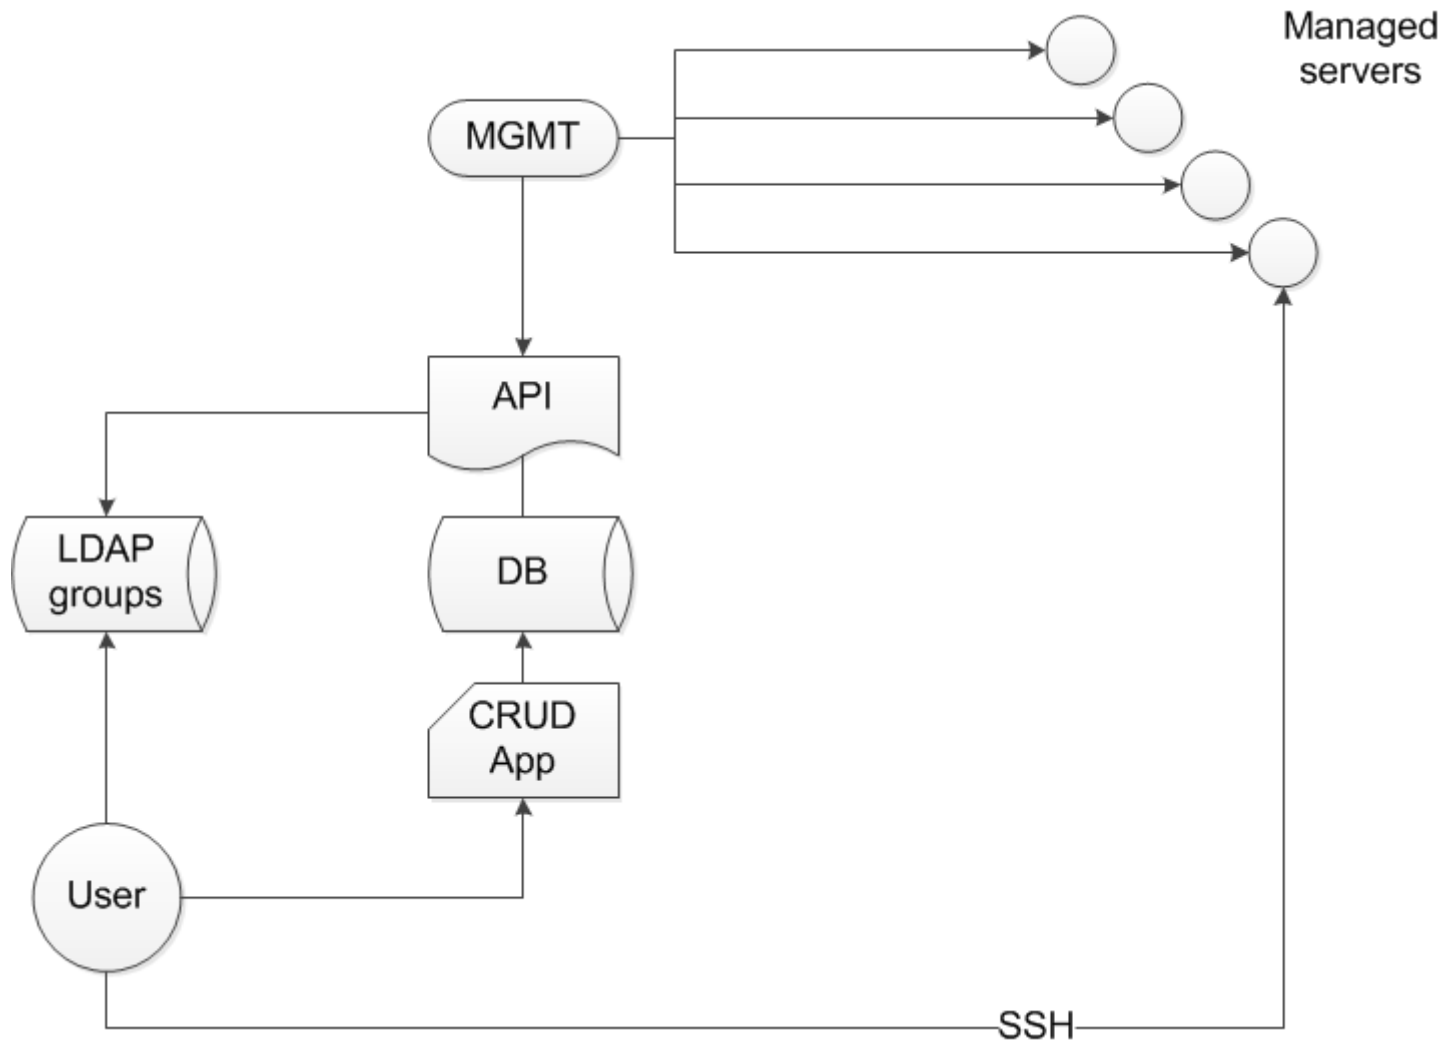 Managed
servers
MGMT
API
LDAP
groups
DB
CRUD
App
User
SSH